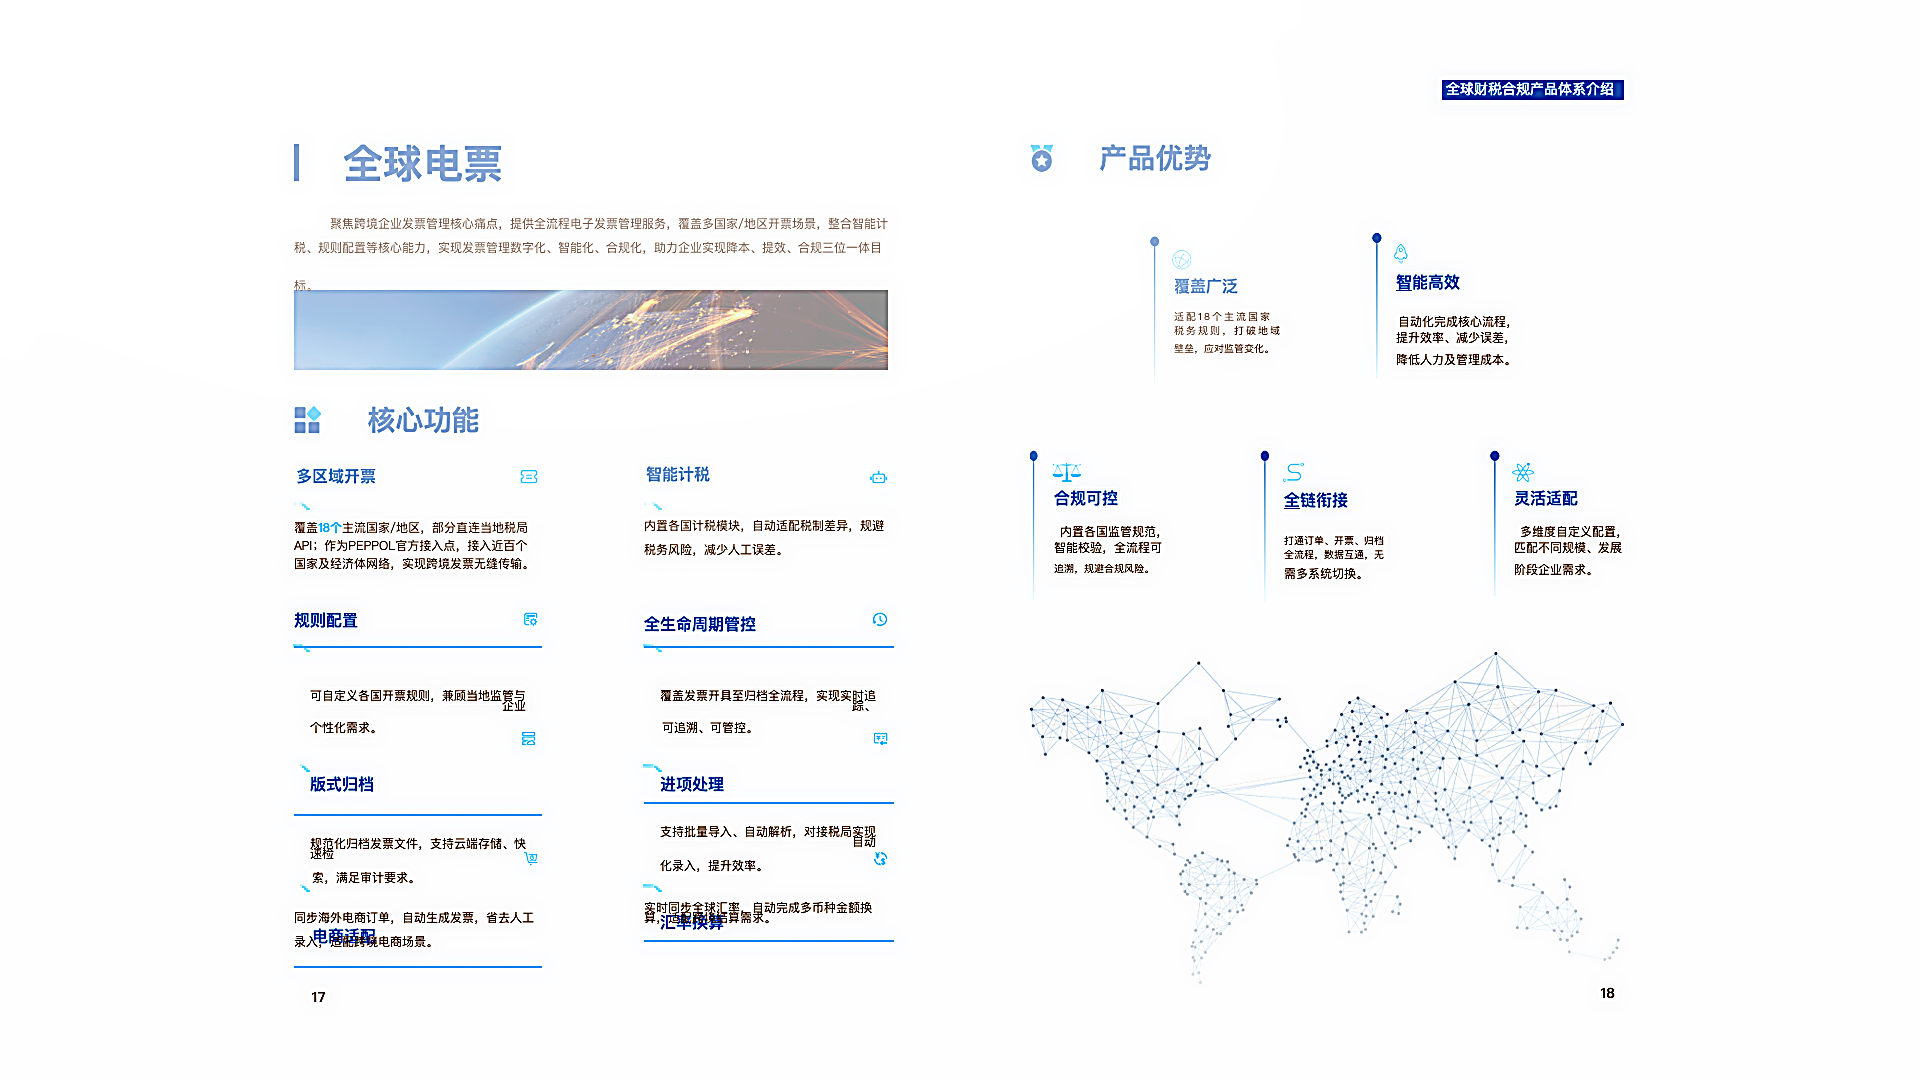 全球财税合规产品体系介绍
全球电票
聚焦跨境企业发票管理核心痛点，提供全流程电子发票管理服务，覆盖多国家/地区开票场景，整合智能计
税、规则配置等核心能力，实现发票管理数字化、智能化、合规化，助力企业实现降本、提效、合规三位一体目
标。
核心功能
多区域开票
覆盖18个主流国家/地区，部分直连当地税局
API；作为PEPPOL官方接入点，接入近百个
国家及经济体网络，实现跨境发票无缝传输。
智能计税
内置各国计税模块，自动适配税制差异，规避
税务风险，减少人工误差。
规则配置
可自定义各国开票规则，兼顾当地监管与
企业
个性化需求。
全生命周期管控
覆盖发票开具至归档全流程，实现实时追
踪、
可追溯、可管控。
版式归档
规范化归档发票文件，支持云端存储、快
速检
索，满足审计要求。
进项处理
支持批量导入、自动解析，对接税局实现
自动
化录入，提升效率。
同步海外电商订单，自动生成发票，省去人工
录入，适配跨境电商场景。
电商适配
实时同步全球汇率，自动完成多币种金额换
算，适配跨境结算需求。
汇率换算
17
产品优势
覆盖广泛
适配18个主流国家
税务规则，打破地域
壁垒，应对监管变化。
智能高效
自动化完成核心流程，
提升效率、减少误差，
降低人力及管理成本。
合规可控
内置各国监管规范，
智能校验，全流程可
追溯，规避合规风险。
全链衔接
打通订单、开票、归档
全流程，数据互通，无
需多系统切换。
灵活适配
多维度自定义配置，
匹配不同规模、发展
阶段企业需求。
18